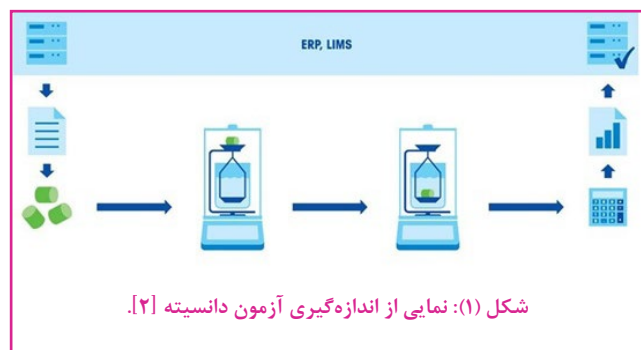 ERP, LIMS
شکل (۱): نمایی از اندازه‌گیری آزمون دانسیته [۲].